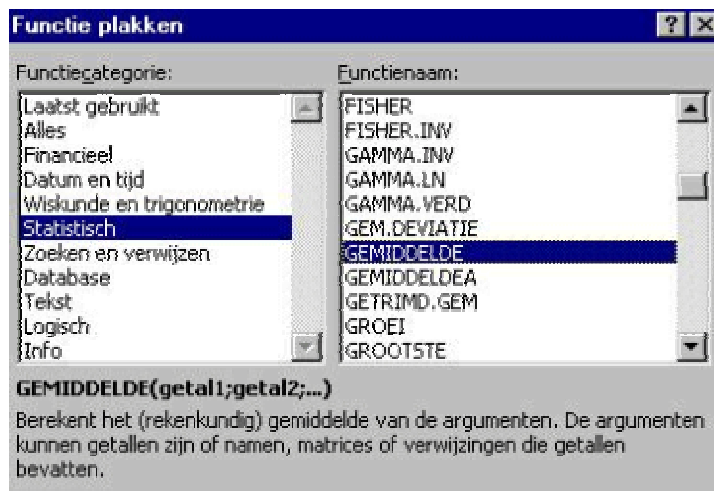 Functie plakken
Functiecategorie:
Laatst gebruikt
Alles
Financieel
Datum en tijd
Wiskunde en trigonometrie
Statistisch
Zoeken en verwijzen
Database
Tekst
Logisch
Info
Functienaam:
FISHER
FISHER.INV
GAMMA.INV
GAMMA.LN
GAMMA.VERD
GEM.DEVIATIE
GEMIDDELDE
GEMIDDELDEA
GETRIMD.GEM
GROEI
GROOTSTE
GEMIDDELDE(getal1;getal2;...)
Berekent het (rekenkundig) gemiddelde van de argumenten. De argumenten
kunnen getallen zijn of namen, matrices of verwijzingen die getallen
bevatten.